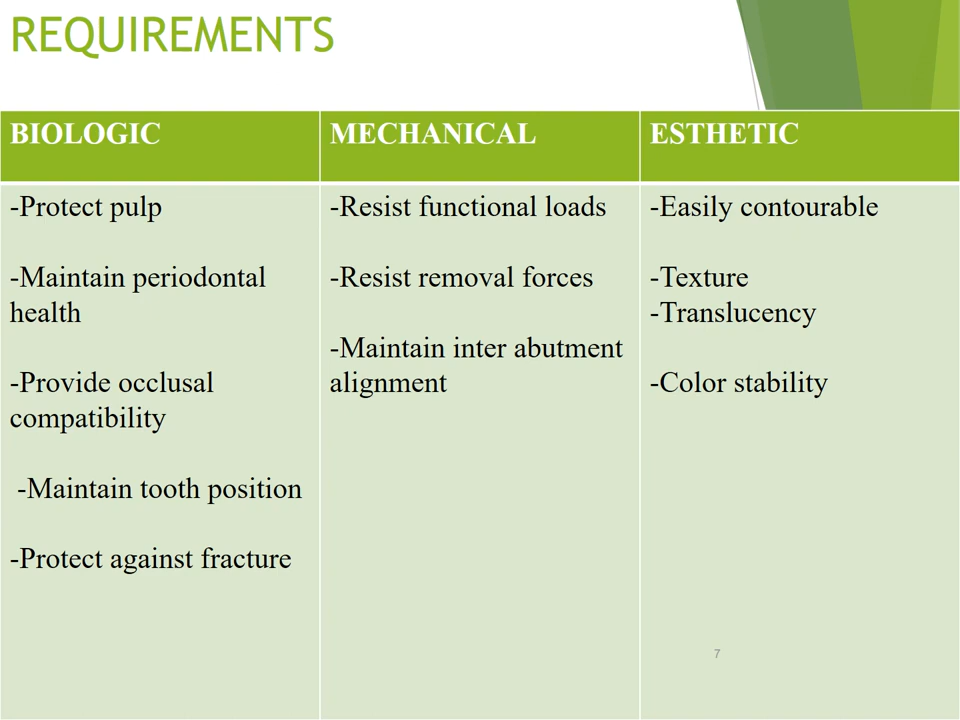 REQUIREMENTS
BIOLOGIC
-Protect pulp
-Maintain periodontal
health
-Provide occlusal
compatibility
-Maintain tooth position
-Protect against fracture
MECHANICAL
-Resist functional loads
-Resist removal forces
-Maintain inter abutment
alignment
ESTHETIC
-Easily contourable
-Texture
-Translucency
-Color stability
7